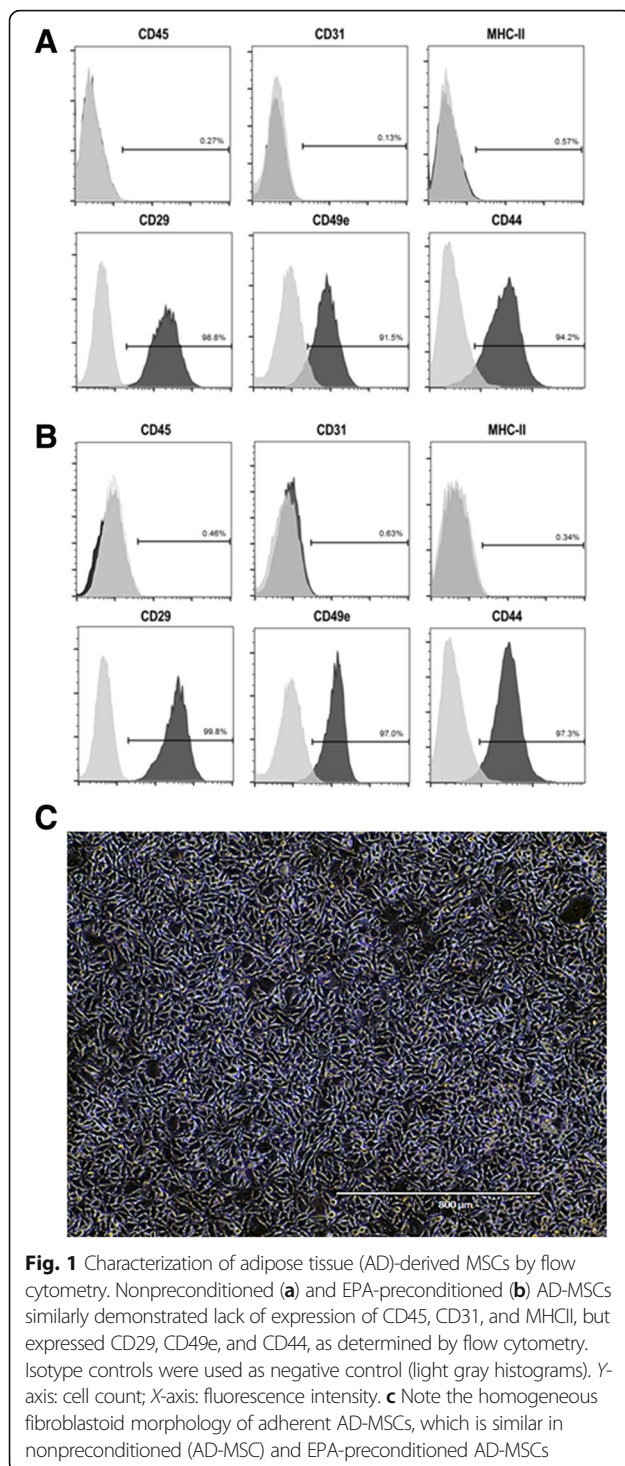 A
CD45 CD31 MHC-II
0.27% 0.13% 0.57%
CD29 CD49e CD44
98.8% 91.5% 94.2%
B
CD45 CD31 MHC-II
0.46% 0.63% 0.34%
CD29 CD49e CD44
99.8% 97.0% 97.3%
C
800 µm
Fig. 1 Characterization of adipose tissue (AD)-derived MSCs by flow
cytometry. Nonpreconditioned (a) and EPA-preconditioned (b) AD-MSCs
similarly demonstrated lack of expression of CD45, CD31, and MHCII, but
expressed CD29, CD49e, and CD44, as determined by flow cytometry.
Isotype controls were used as negative control (light gray histograms). Y-
axis: cell count; X-axis: fluorescence intensity. c Note the homogeneous
fibroblastoid morphology of adherent AD-MSCs, which is similar in
nonpreconditioned (AD-MSC) and EPA-preconditioned AD-MSCs